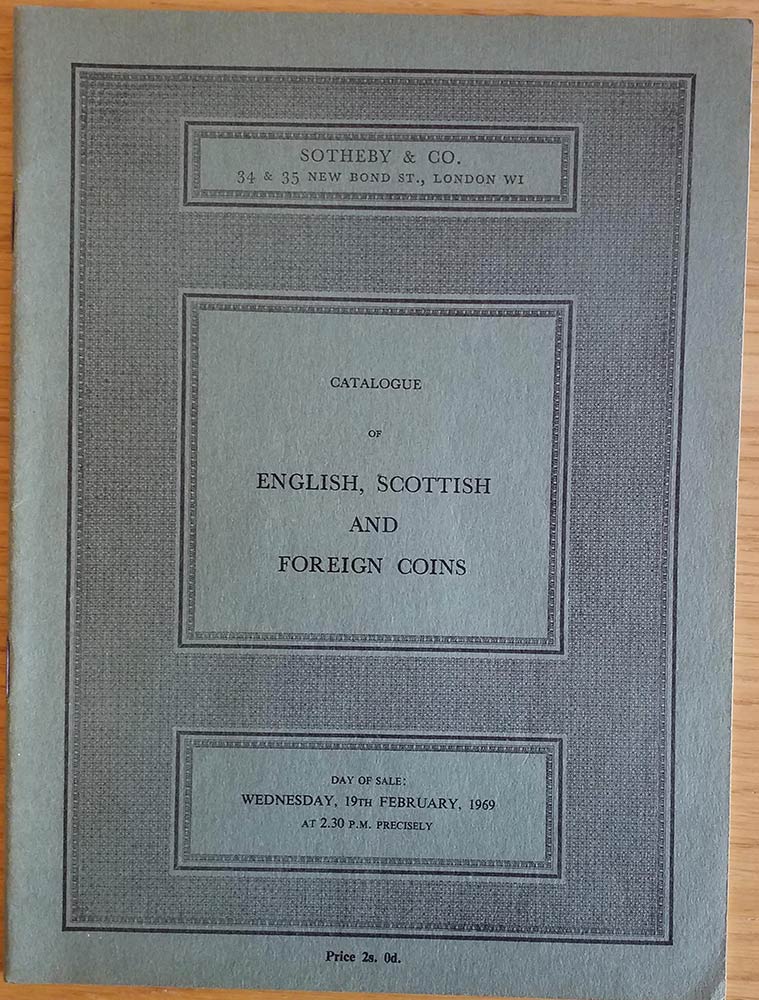 SOTHEBY & CO.
34 & 35 NEW BOND ST., LONDON W1
CATALOGUE
OF
ENGLISH, SCOTTISH
AND
FOREIGN COINS
DAY OF SALE:
WEDNESDAY, 19TH FEBRUARY, 1969
AT 2.30 P.M. PRECISELY
Price 2s. 0d.